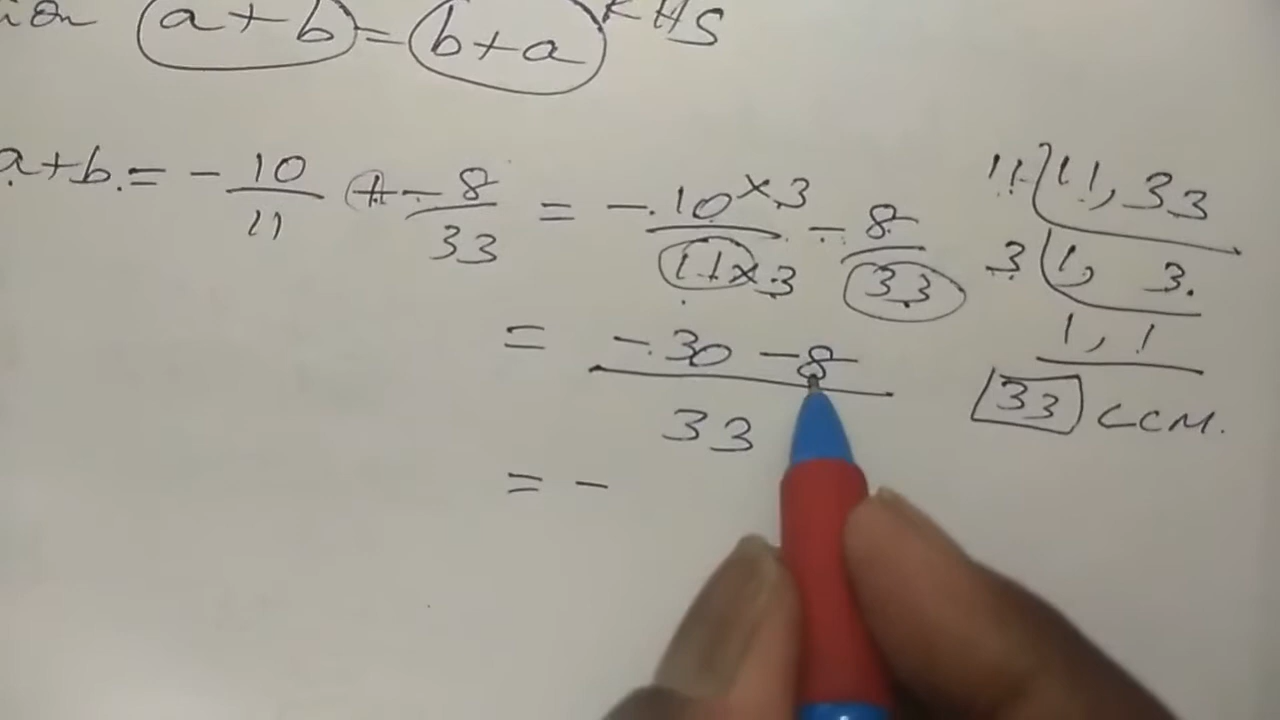 a+b = b+a RHS
a+b = -10/11 + -8/33 = -10×3/11×3 - 8/33
= -30-8/33
= -
11 11, 33
3 1, 3
1, 1
33 LCM.